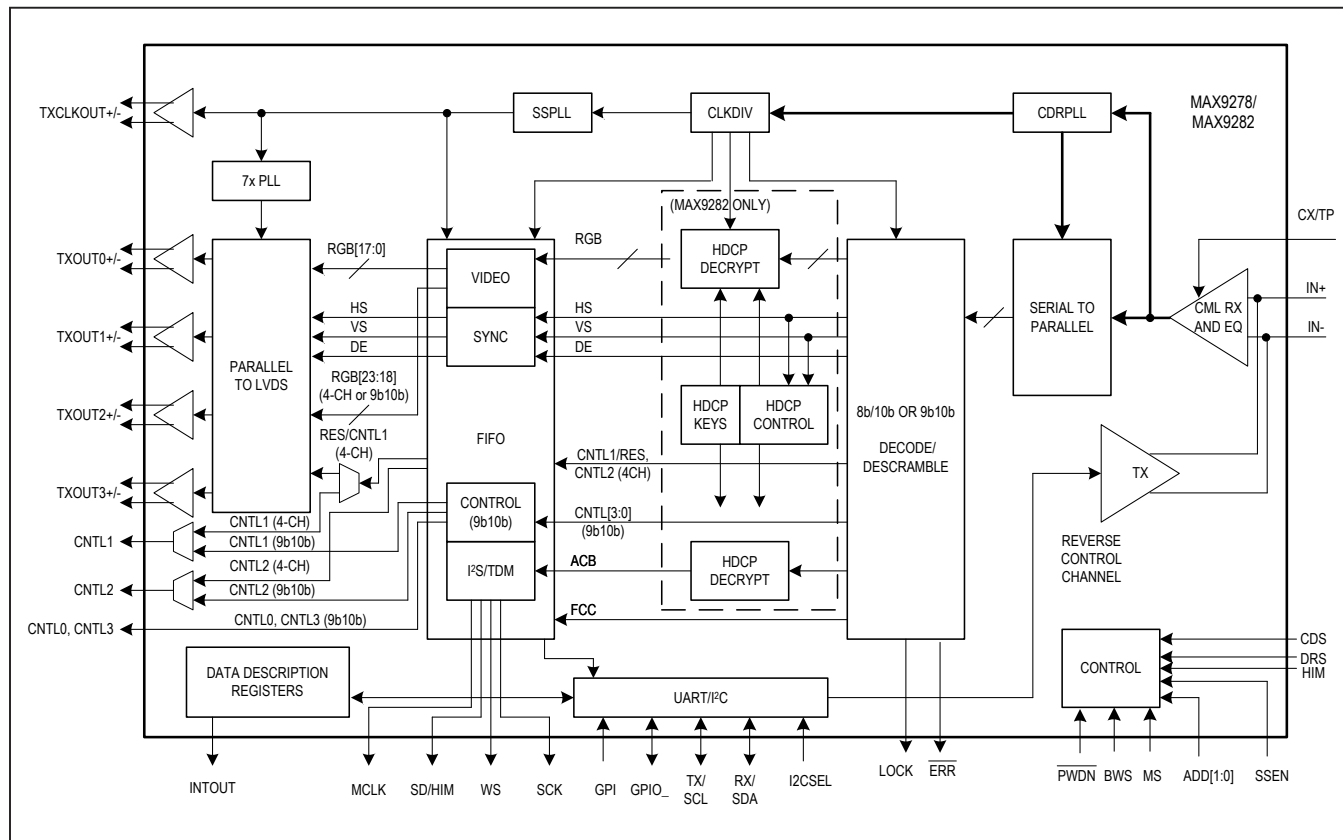 MAX9278/
MAX9282
TXCLKOUT+/-
SSPLL
CLKDIV
CDRPLL
7x PLL
(MAX9282 ONLY)
CX/TP
TXOUT0+/-
RGB[17:0]
VIDEO
RGB
HDCP
DECRYPT
IN+
CML RX
AND EQ
IN-
SERIAL TO
PARALLEL
TXOUT1+/-
HS
VS
DE
SYNC
HS
VS
DE
PARALLEL
TO LVDS
RGB[23:18]
(4-CH or 9b10b)
TXOUT2+/-
HDCP
KEYS
HDCP
CONTROL
8b/10b OR 9b10b
DECODE/
DESCRAMBLE
RES/CNTL1
(4-CH)
FIFO
CNTL1/RES,
CNTL2 (4CH)
TX
TXOUT3+/-
CONTROL
(9b10b)
CNTL[3:0]
(9b10b)
REVERSE
CONTROL
CHANNEL
CNTL1
CNTL1 (4-CH)
CNTL1 (9b10b)
I²S/TDM
ACB
HDCP
DECRYPT
CNTL2
CNTL2 (4-CH)
CNTL2 (9b10b)
CNTL0, CNTL3
CNTL0, CNTL3 (9b10b)
FCC
DATA DESCRIPTION
REGISTERS
UART/I²C
CONTROL
CDS
DRS
HIM
INTOUT
MCLK
SD/HIM
WS
SCK
GPI
GPIO_
TX/
SCL
RX/
SDA
I2CSEL
LOCK
ERR
PWDN
BWS
MS
ADD[1:0]
SSEN